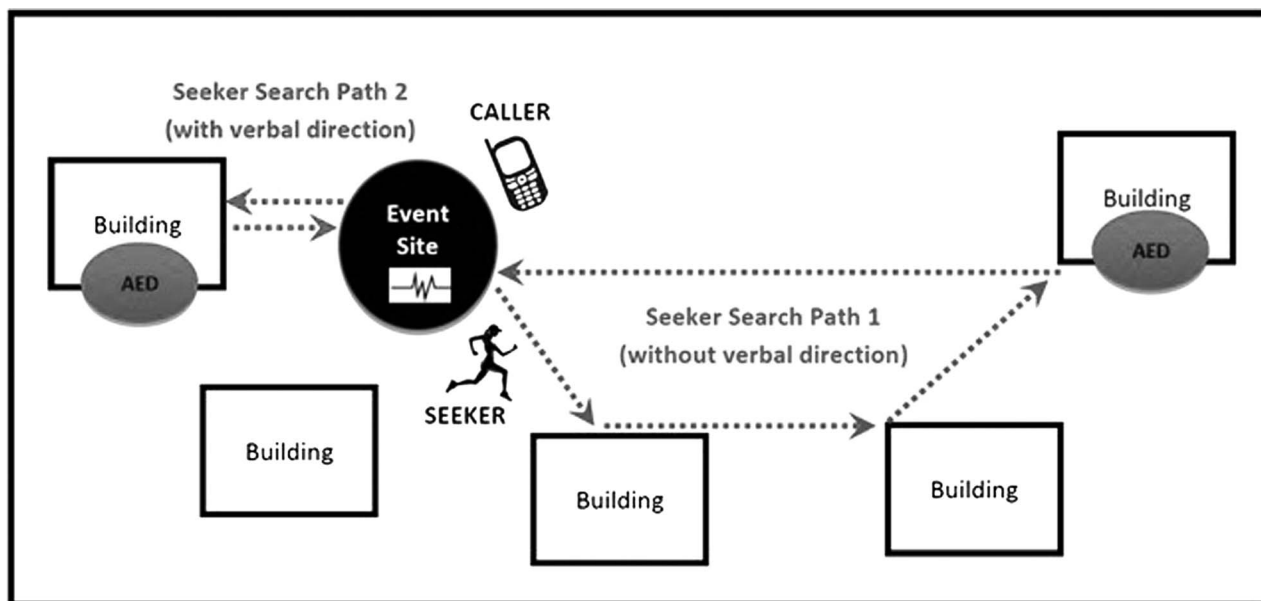 Seeker Search Path 2
(with verbal direction)
CALLER
Building
AED
Event
Site
Building
AED
Seeker Search Path 1
(without verbal direction)
SEEKER
Building
Building
Building